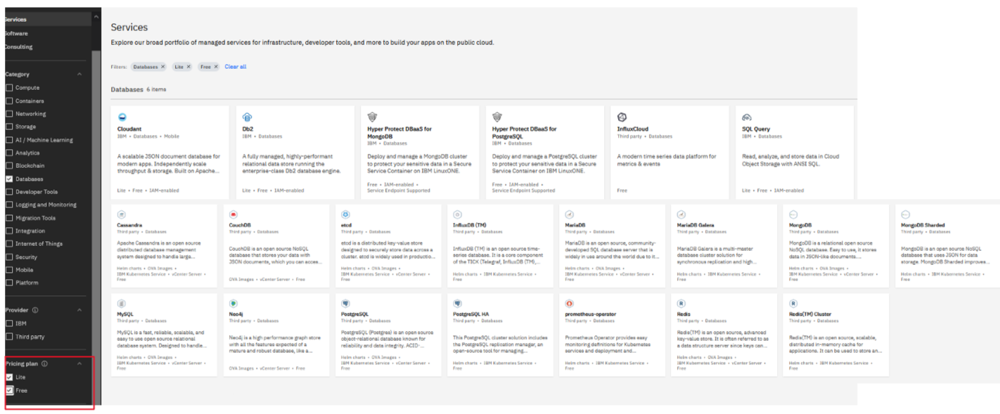 Services
Software
Consulting
Category
Compute
Containers
Networking
Storage
AI / Machine Learning
Analytics
Blockchain
Databases
Developer Tools
Logging and Monitoring
Migration Tools
Integration
Internet of Things
Security
Mobile
Platform
Provider
IBM
Third party
Pricing plan
Lite
Free
Services
Explore our broad portfolio of managed services for infrastructure, developer tools, and more to build your apps on the public cloud.
Filters: Databases × Lite × Free × Clear all
Databases 6 items
Cloudant
IBM • Databases • Mobile
A scalable JSON document database for
modern apps. Independently scale
throughput & storage. Built on Apache...
Lite • Free • IAM-enabled
Db2
IBM • Databases
A fully managed, highly-performant
relational data store running the
enterprise-class Db2 database engine.
Lite • Free • IAM-enabled
Hyper Protect DBaaS for
MongoDB
IBM • Databases
Deploy and manage a MongoDB cluster
to protect your sensitive data in a Secure
Service Container on IBM LinuxONE.
Free • IAM-enabled •
Service Endpoint Supported
Hyper Protect DBaaS for
PostgreSQL
IBM • Databases
Deploy and manage a PostgreSQL cluster
to protect your sensitive data in a Secure
Service Container on IBM LinuxONE.
Free • IAM-enabled •
Service Endpoint Supported
InfluxCloud
Third party • Databases
A modern time series data platform for
metrics & events
Free
SQL Query
IBM • Databases
Read, analyze, and store data in Cloud
Object Storage with ANSI SQL.
Lite • Free • IAM-enabled
Cassandra
Third party • Databases
Apache Cassandra is an open source
distributed database management
system designed to handle large...
Helm charts • OVA Images •
IBM Kubernetes Service • vCenter Server •
Free
CouchDB
Third party • Databases
CouchDB is an open source NoSQL
database that stores your data with
JSON documents, which you can acces...
OVA Images • vCenter Server • Free
etcd
Third party • Databases
etcd is a distributed key-value store
designed to securely store data across a
cluster. etcd is widely used in productio...
Helm charts • OVA Images •
IBM Kubernetes Service • vCenter Server •
Free
InfluxDB (TM)
Third party • Databases
InfluxDB (TM) is an open source time-
series database. It is a core component
of the TICK (Telegraf, InfluxDB (TM),...
Helm charts • OVA Images •
IBM Kubernetes Service • vCenter Server •
Free
MariaDB
Third party • Databases
MariaDB is an open source, community-
developed SQL database server that is
widely in use around the world due to it...
Helm charts • OVA Images •
IBM Kubernetes Service • vCenter Server •
Free
MariaDB Galera
Third party • Databases
MariaDB Galera is a multi-master
database cluster solution for
synchronous replication and high...
Helm charts • OVA Images •
IBM Kubernetes Service • vCenter Server •
Free
MongoDB
Third party • Databases
MongoDB is a relational open source
NoSQL database. Easy to use, it stores
data in JSON-like documents....
Helm charts • OVA Images •
IBM Kubernetes Service • vCenter Server •
Free
MongoDB Sharded
Third party • Databases
MongoDB is an open source NoSQL
database that uses JSON for data
storage. MongoDB Sharded improves...
Helm charts • IBM Kubernetes Service •
Free
MySQL
Third party • Databases
MySQL is a fast, reliable, scalable, and
easy to use open source relational
database system. Designed to handle...
Helm charts • OVA Images •
IBM Kubernetes Service • vCenter Server •
Free
Neo4j
Third party • Databases
Neo4j is a high performance graph store
with all the features expected of a
mature and robust database, like a...
OVA Images • vCenter Server • Free
PostgreSQL
Third party • Databases
PostgreSQL (Postgres) is an open source
object-relational database known for
reliability and data integrity. ACID-...
Helm charts • OVA Images •
IBM Kubernetes Service • vCenter Server •
Free
PostgreSQL HA
Third party • Databases
This PostgreSQL cluster solution includes
the PostgreSQL replication manager, an
open-source tool for managing...
Helm charts • IBM Kubernetes Service •
Free
prometheus-operator
Third party • Databases
Prometheus Operator provides easy
monitoring definitions for Kubernetes
services and deployment...
Helm charts • IBM Kubernetes Service •
Free
Redis
Third party • Databases
Redis(TM) is an open source, advanced
key-value store. It is often referred to as
a data structure server since keys can...
Helm charts • OVA Images •
IBM Kubernetes Service • vCenter Server •
Free
Redis(TM) Cluster
Third party • Databases
Redis(TM) is an open source, scalable,
distributed in-memory cache for
applications. It can be used to store an...
Helm charts • IBM Kubernetes Service •
Free